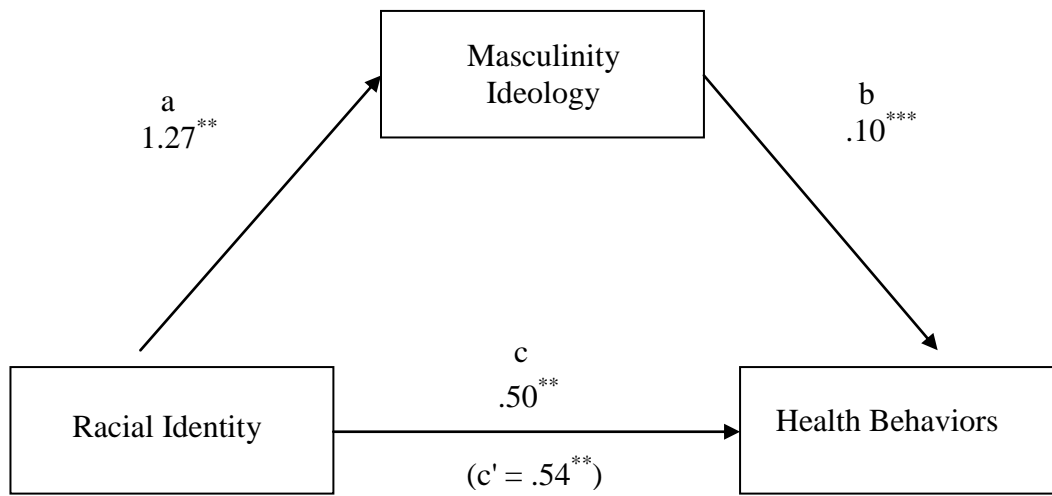 Masculinity
Ideology
a
1.27**
b
.10***
c
.50**
Racial Identity
Health Behaviors
(c' = .54**)